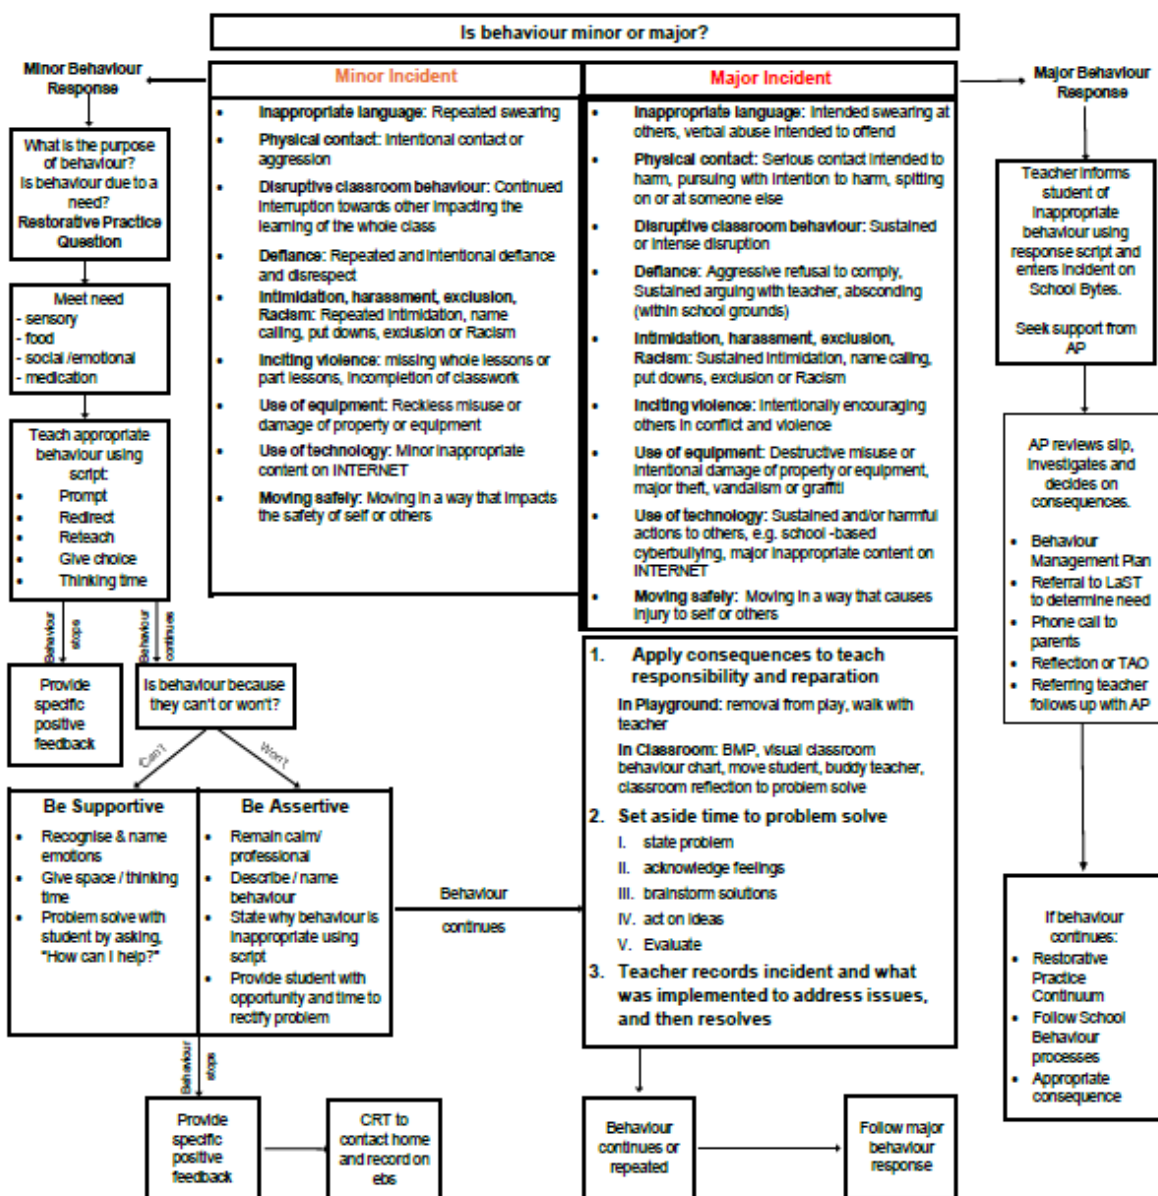 Is behaviour minor or major?
Minor Behaviour
Response
Minor Incident
Major Incident
Major Behaviour
Response
What is the purpose
of behaviour?
Is behaviour due to a
need?
Restorative Practice
Question
Meet need
- sensory
- food
- social /emotional
- medication
Teach appropriate
behaviour using
script:
• Prompt
• Redirect
• Reteach
• Give choice
• Thinking time
Behaviour
stops
Behaviour
continues
Provide
specific
positive
feedback
Is behaviour because
they can't or won't?
Can't
Won't
• Inappropriate language: Repeated swearing
• Physical contact: Intentional contact or
aggression
• Disruptive classroom behaviour: Continued
Interruption towards other impacting the
learning of the whole class
• Defiance: Repeated and intentional defiance
and disrespect
• Intimidation, harassment, exclusion,
Racism: Repeated intimidation, name
calling, put downs, exclusion or Racism
• Inciting violence: missing whole lessons or
part lessons, incompletion of classwork
• Use of equipment: Reckless misuse or
damage of property or equipment
• Use of technology: Minor inappropriate
content on INTERNET
• Moving safely: Moving in a way that impacts
the safety of self or others
• Inappropriate language: Intended swearing at
others, verbal abuse intended to offend
• Physical contact: Serious contact intended to
harm, pursuing with intention to harm, spitting
on or at someone else
• Disruptive classroom behaviour: Sustained
or intense disruption
• Defiance: Aggressive refusal to comply,
Sustained arguing with teacher, absconding
(within school grounds)
• Intimidation, harassment, exclusion,
Racism: Sustained intimidation, name calling,
put downs, exclusion or Racism
• Inciting violence: Intentionally encouraging
others in conflict and violence
• Use of equipment: Destructive misuse or
intentional damage of property or equipment,
major theft, vandalism or graffiti
• Use of technology: Sustained and/or harmful
actions to others, e.g. school -based
cyberbullying, major inappropriate content on
INTERNET
• Moving safely: Moving in a way that causes
injury to self or others
Teacher informs
student of
inappropriate
behaviour using
response script and
enters incident on
School Bytes.
Seek support from
AP
AP reviews slip,
investigates and
decides on
consequences.
• Behaviour
Management Plan
• Referral to LaST
to determine need
• Phone call to
parents
• Reflection or TAO
• Referring teacher
follows up with AP
If behaviour
continues:
• Restorative
Practice
Continuum
• Follow School
Behaviour
processes
• Appropriate
consequence
Be Supportive
• Recognise & name
emotions
• Give space / thinking
time
• Problem solve with
student by asking,
"How can I help?"
Be Assertive
• Remain calm/
professional
• Describe / name
behaviour
• State why behaviour is
inappropriate using
script
• Provide student with
opportunity and time to
rectify problem
Behaviour
continues
1. Apply consequences to teach
responsibility and reparation
In Playground: removal from play, walk with
teacher
In Classroom: BMP, visual classroom
behaviour chart, move student, buddy teacher,
classroom reflection to problem solve
2. Set aside time to problem solve
I. state problem
II. acknowledge feelings
III. brainstorm solutions
IV. act on ideas
V. Evaluate
3. Teacher records incident and what
was implemented to address issues,
and then resolves
Behaviour
stops
Provide
specific
positive
feedback
CRT to
contact home
and record on
ebs
Behaviour
continues or
repeated
Follow major
behaviour
response